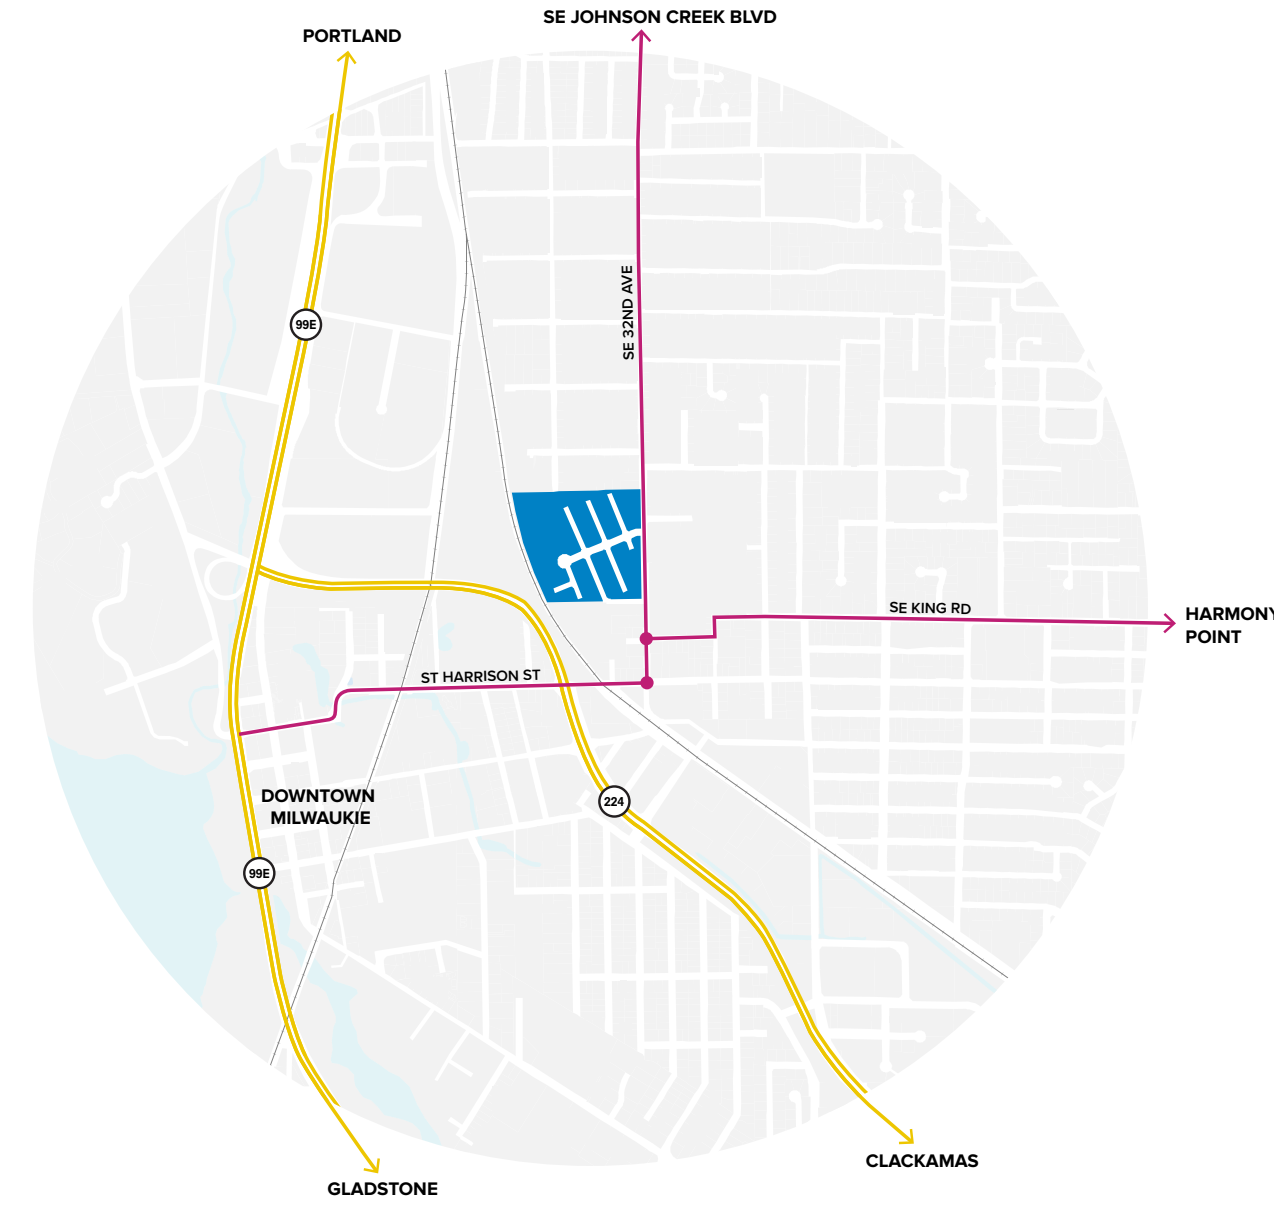 SE JOHNSON CREEK BLVD
PORTLAND
SE 32ND AVE
99E
SE KING RD
HARMONY
POINT
ST HARRISON ST
DOWNTOWN
MILWAUKIE
224
99E
CLACKAMAS
GLADSTONE